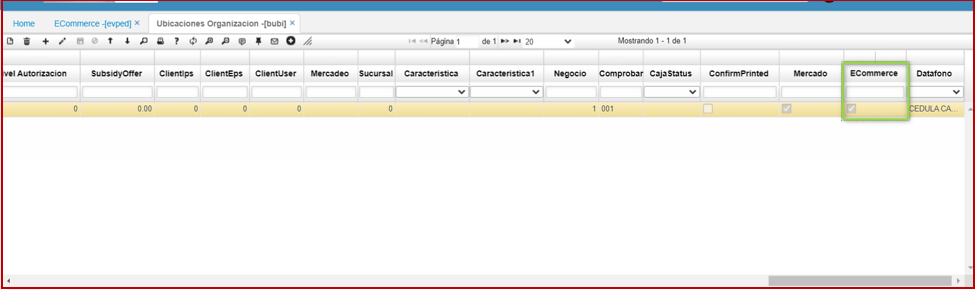 Home ECommerce -[evped] × Ubicaciones Organizacion -[bubi] ×
Página 1 de 1 20 Mostrando 1 - 1 de 1
vel Autorizacion SubsidyOffer ClientIps ClientEps ClientUser Mercadeo Sucursal Caracteristica Caracteristica1 Negocio Comprobar CajaStatus ConfirmPrinted Mercado ECommerce Datafono
0 0.00 0 0 0 0 1 001 CEDULA CA...